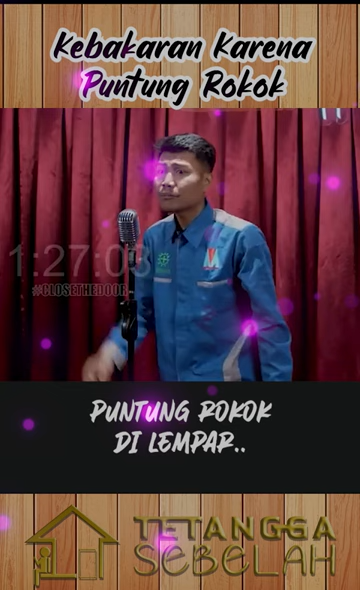 Kebakaran Karena
Puntung Rokok
1:27:03
#CLOSETHEDOOR
PUNTUNG ROKOK
DI LEMPAR..
TETANGGA
SEBELAH